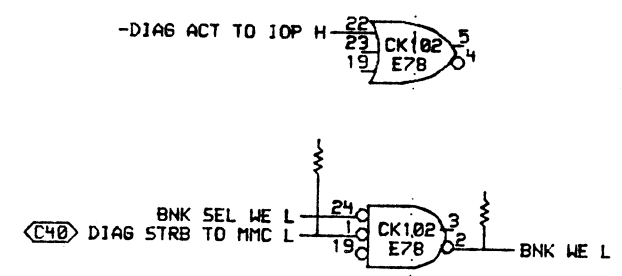 -DIAG ACT TO IOP H 22 5
23 CK102 4
19 E78
BNK SEL WE L 24 3
C40 DIAG STRB TO MMC L 1 CK102 2
19 E78 BNK WE L